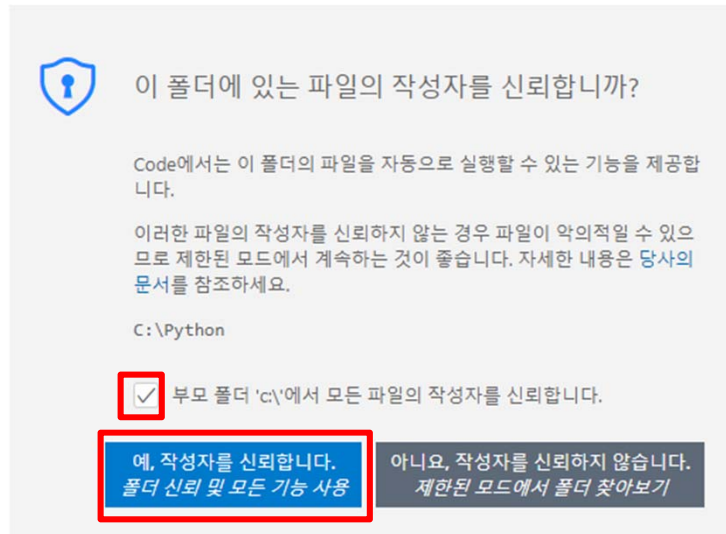 이 폴더에 있는 파일의 작성자를 신뢰합니까?
Code에서는 이 폴더의 파일을 자동으로 실행할 수 있는 기능을 제공합
니다.
이러한 파일의 작성자를 신뢰하지 않는 경우 파일이 악의적일 수 있으
므로 제한된 모드에서 계속하는 것이 좋습니다. 자세한 내용은 당사의
문서를 참조하세요.
C:\Python
부모 폴더 'c:\'에서 모든 파일의 작성자를 신뢰합니다.
예, 작성자를 신뢰합니다.
폴더 신뢰 및 모든 기능 사용
아니요, 작성자를 신뢰하지 않습니다.
제한된 모드에서 폴더 찾아보기